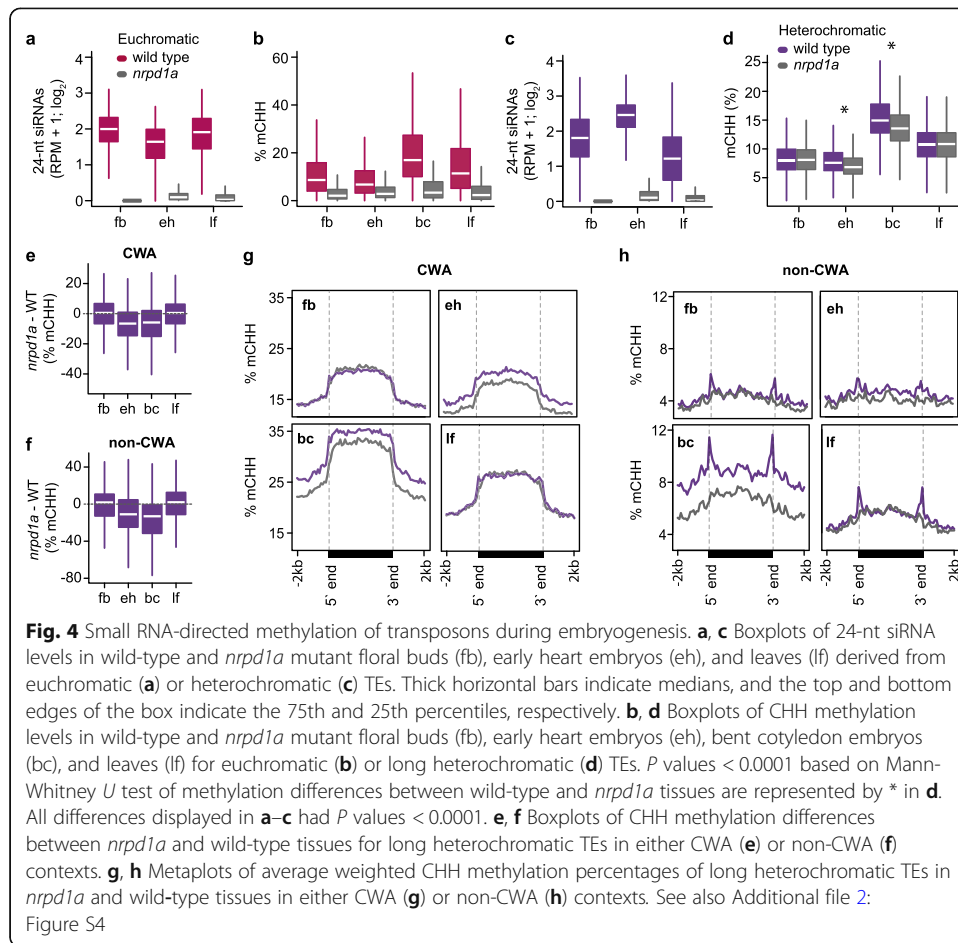 a
Euchromatic
wild type
nrpd1a
24-nt siRNAs
(RPM + 1; log2)
3
2
1
0
fb
eh
lf
b
% mCHH
60
40
20
0
fb
eh
bc
lf
c
24-nt siRNAs
(RPM + 1; log2)
4
3
2
1
0
fb
eh
lf
d
Heterochromatic
wild type
nrpd1a
mCHH (%)
25
20
15
10
5
*
*
fb
eh
bc
lf
e
CWA
nrpd1a - WT
(% mCHH)
20
0
-20
-40
fb
eh
bc
lf
f
non-CWA
nrpd1a - WT
(% mCHH)
40
0
-40
-80
fb
eh
bc
lf
g
CWA
% mCHH
35
25
15
fb
eh
% mCHH
35
25
15
bc
lf
-2kb
5` end
3` end
2kb
-2kb
5` end
3` end
2kb
h
non-CWA
% mCHH
12
8
4
fb
eh
% mCHH
12
8
4
bc
lf
-2kb
5` end
3` end
2kb
-2kb
5` end
3` end
2kb
Fig. 4 Small RNA-directed methylation of transposons during embryogenesis. a, c Boxplots of 24-nt siRNA
levels in wild-type and nrpd1a mutant floral buds (fb), early heart embryos (eh), and leaves (lf) derived from
euchromatic (a) or heterochromatic (c) TEs. Thick horizontal bars indicate medians, and the top and bottom
edges of the box indicate the 75th and 25th percentiles, respectively. b, d Boxplots of CHH methylation
levels in wild-type and nrpd1a mutant floral buds (fb), early heart embryos (eh), bent cotyledon embryos
(bc), and leaves (lf) for euchromatic (b) or long heterochromatic (d) TEs. P values < 0.0001 based on Mann-
Whitney U test of methylation differences between wild-type and nrpd1a tissues are represented by * in d.
All differences displayed in a–c had P values < 0.0001. e, f Boxplots of CHH methylation differences
between nrpd1a and wild-type tissues for long heterochromatic TEs in either CWA (e) or non-CWA (f)
contexts. g, h Metaplots of average weighted CHH methylation percentages of long heterochromatic TEs in
nrpd1a and wild-type tissues in either CWA (g) or non-CWA (h) contexts. See also Additional file 2:
Figure S4